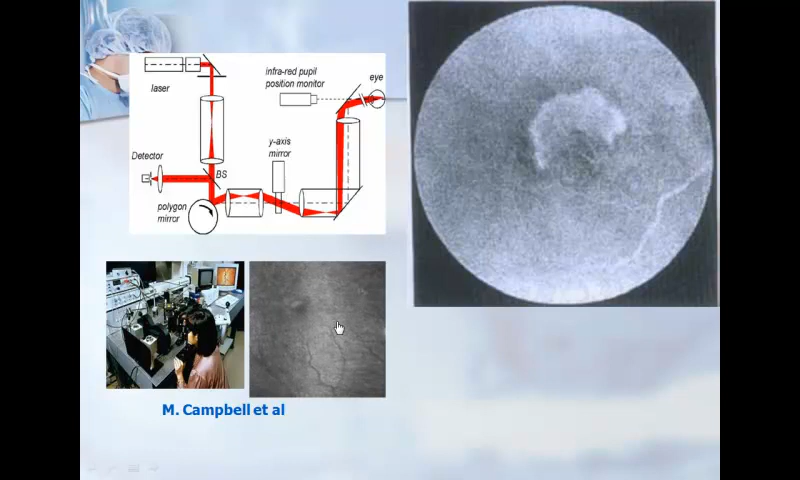 laser
infra-red pupil
position monitor
eye
y-axis
mirror
Detector
BS
polygon
mirror
M. Campbell et al